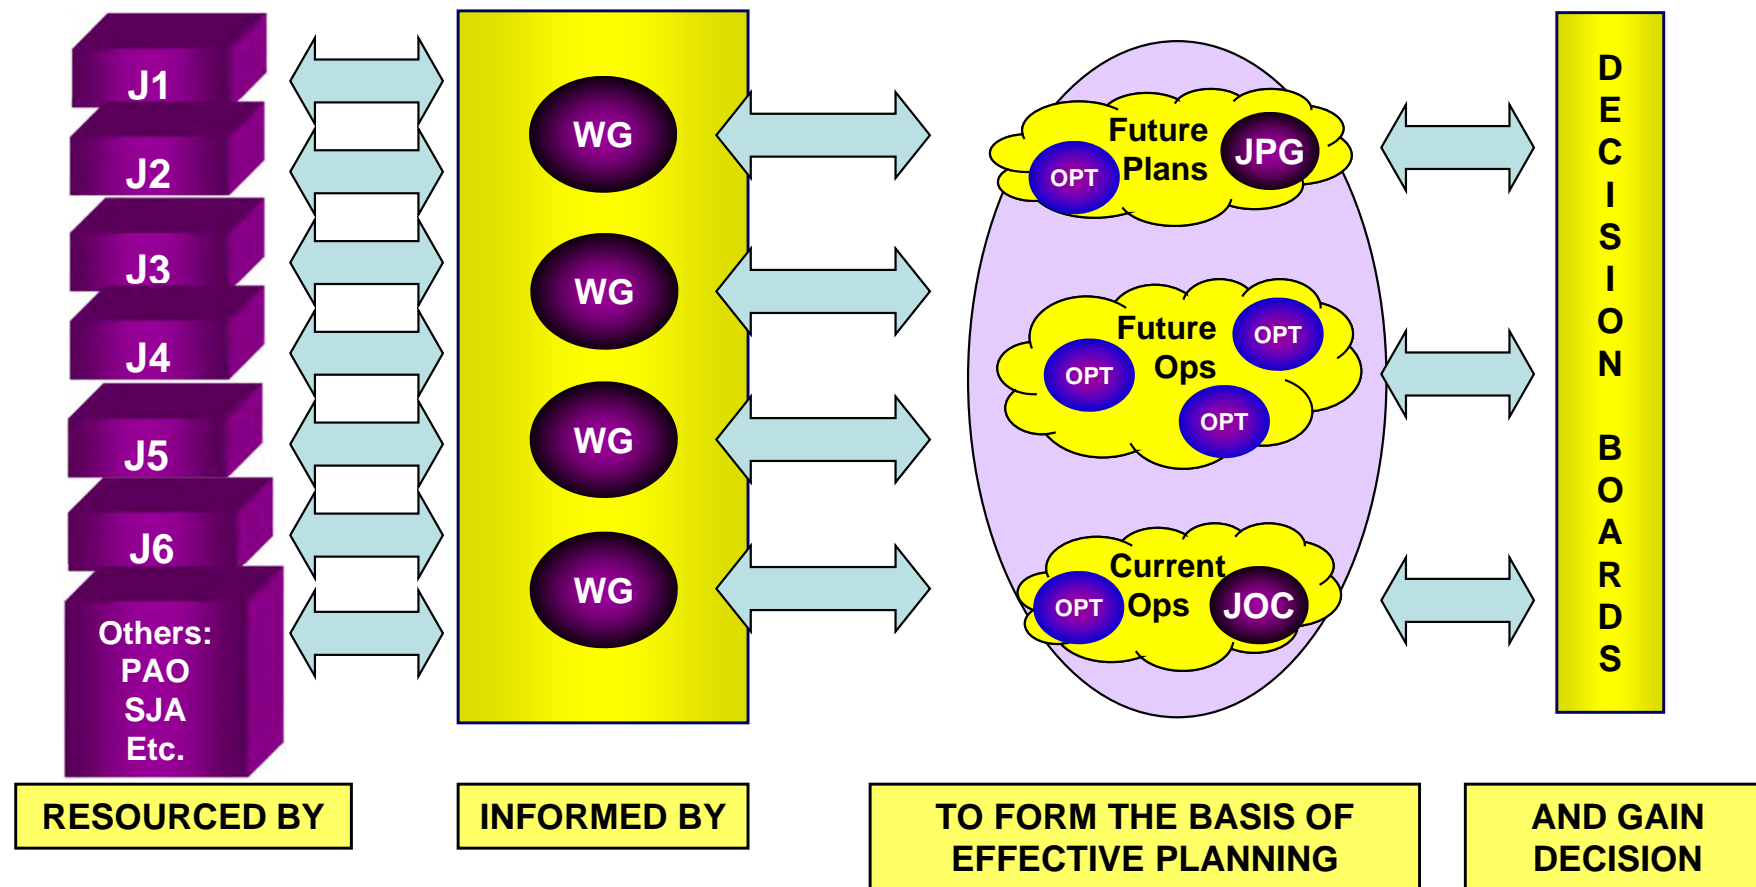 J1
J2
J3
J4
J5
J6
Others:
PAO
SJA
Etc.
RESOURCED BY
WG
WG
WG
WG
INFORMED BY
Future
Plans
OPT
JPG
Future
Ops
OPT
OPT
OPT
Current
Ops
OPT
JOC
TO FORM THE BASIS OF
EFFECTIVE PLANNING
DECISION BOARDS
AND GAIN
DECISION